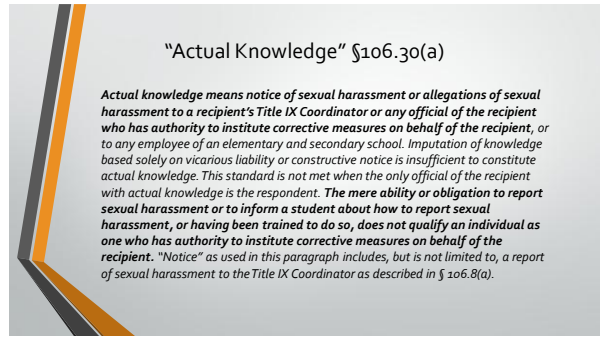 “Actual Knowledge” §106.30(a)
Actual knowledge means notice of sexual harassment or allegations of sexual
harassment to a recipient’s Title IX Coordinator or any official of the recipient
who has authority to institute corrective measures on behalf of the recipient, or
to any employee of an elementary and secondary school. Imputation of knowledge
based solely on vicarious liability or constructive notice is insufficient to constitute
actual knowledge. This standard is not met when the only official of the recipient
with actual knowledge is the respondent. The mere ability or obligation to report
sexual harassment or to inform a student about how to report sexual
harassment, or having been trained to do so, does not qualify an individual as
one who has authority to institute corrective measures on behalf of the
recipient. “Notice” as used in this paragraph includes, but is not limited to, a report
of sexual harassment to the Title IX Coordinator as described in § 106.8(a).